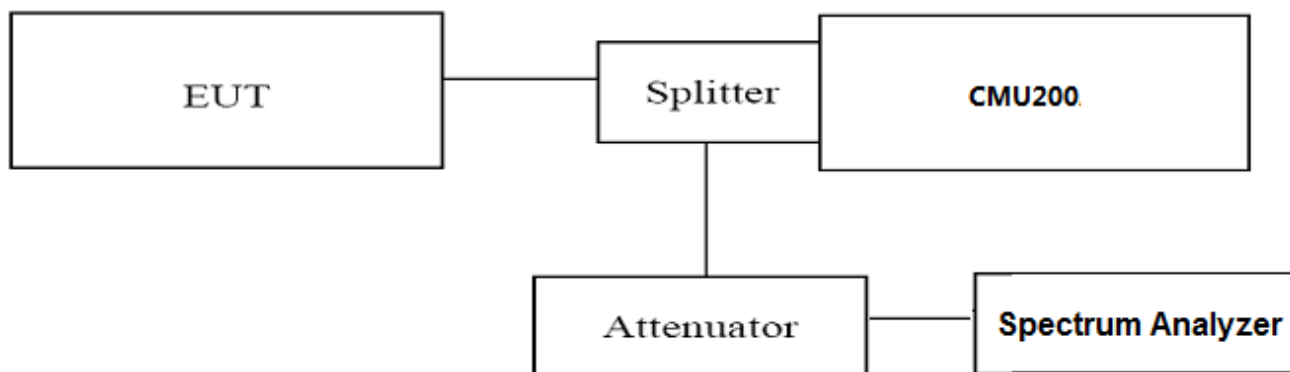 EUT
Splitter
CMU200.
Attenuator
Spectrum Analyzer